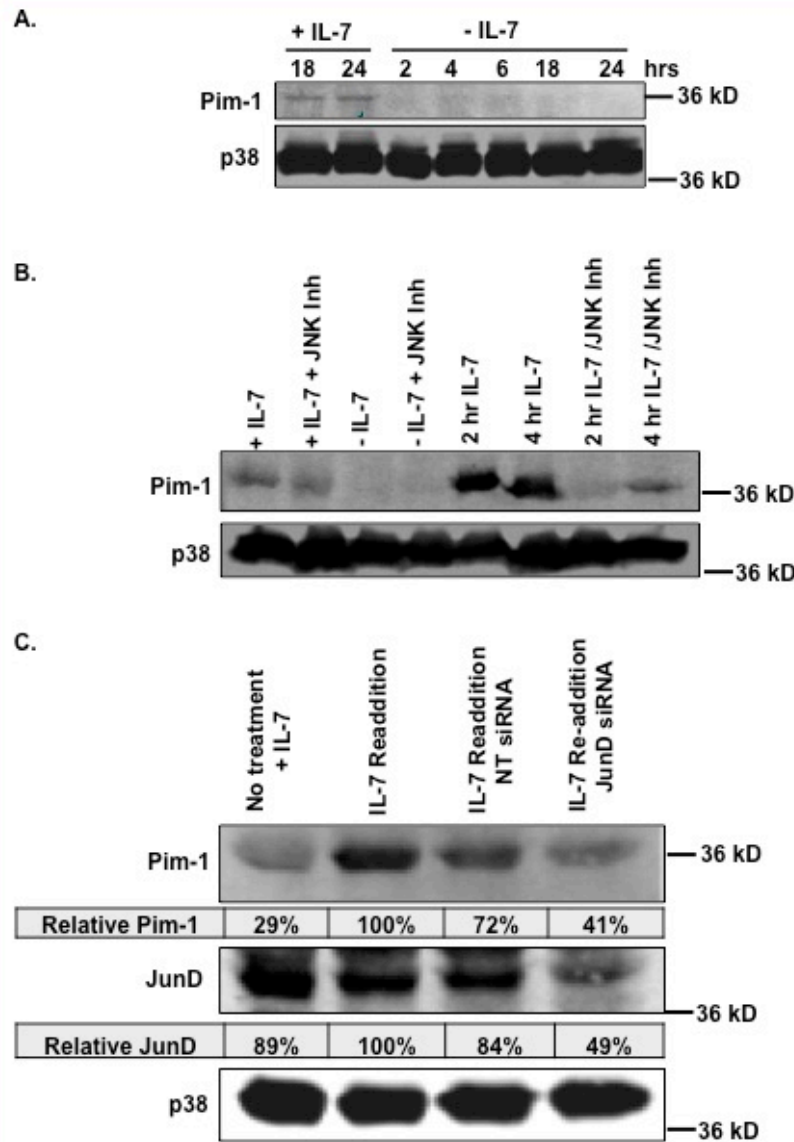 A.
+ IL-7 - IL-7
18 24 2 4 6 18 24 hrs
Pim-1 36 kD
p38 36 kD
B.
+ IL-7
+ IL-7 + JNK Inh
- IL-7
- IL-7 + JNK Inh
2 hr IL-7
4 hr IL-7
2 hr IL-7 /JNK Inh
4 hr IL-7 /JNK Inh
Pim-1 36 kD
p38 36 kD
C.
No treatment
+ IL-7
IL-7 Readdition
IL-7 Readdition
NT siRNA
IL-7 Re-addition
JunD siRNA
Pim-1 36 kD
Relative Pim-1 29% 100% 72% 41%
JunD 36 kD
Relative JunD 89% 100% 84% 49%
p38 36 kD